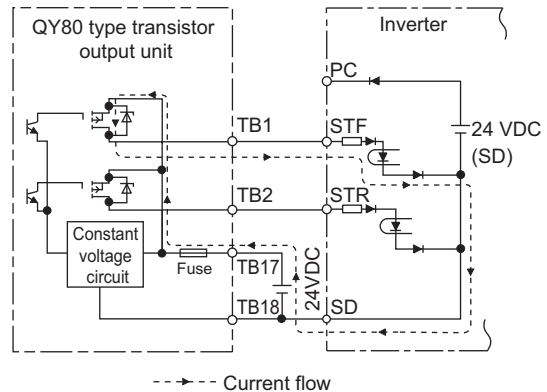 QY80 type transistor
output unit
Inverter
PC
TB1
STF
24 VDC
(SD)
TB2
STR
Constant
voltage
circuit
Fuse
TB17
24VDC
TB18
SD
Current flow